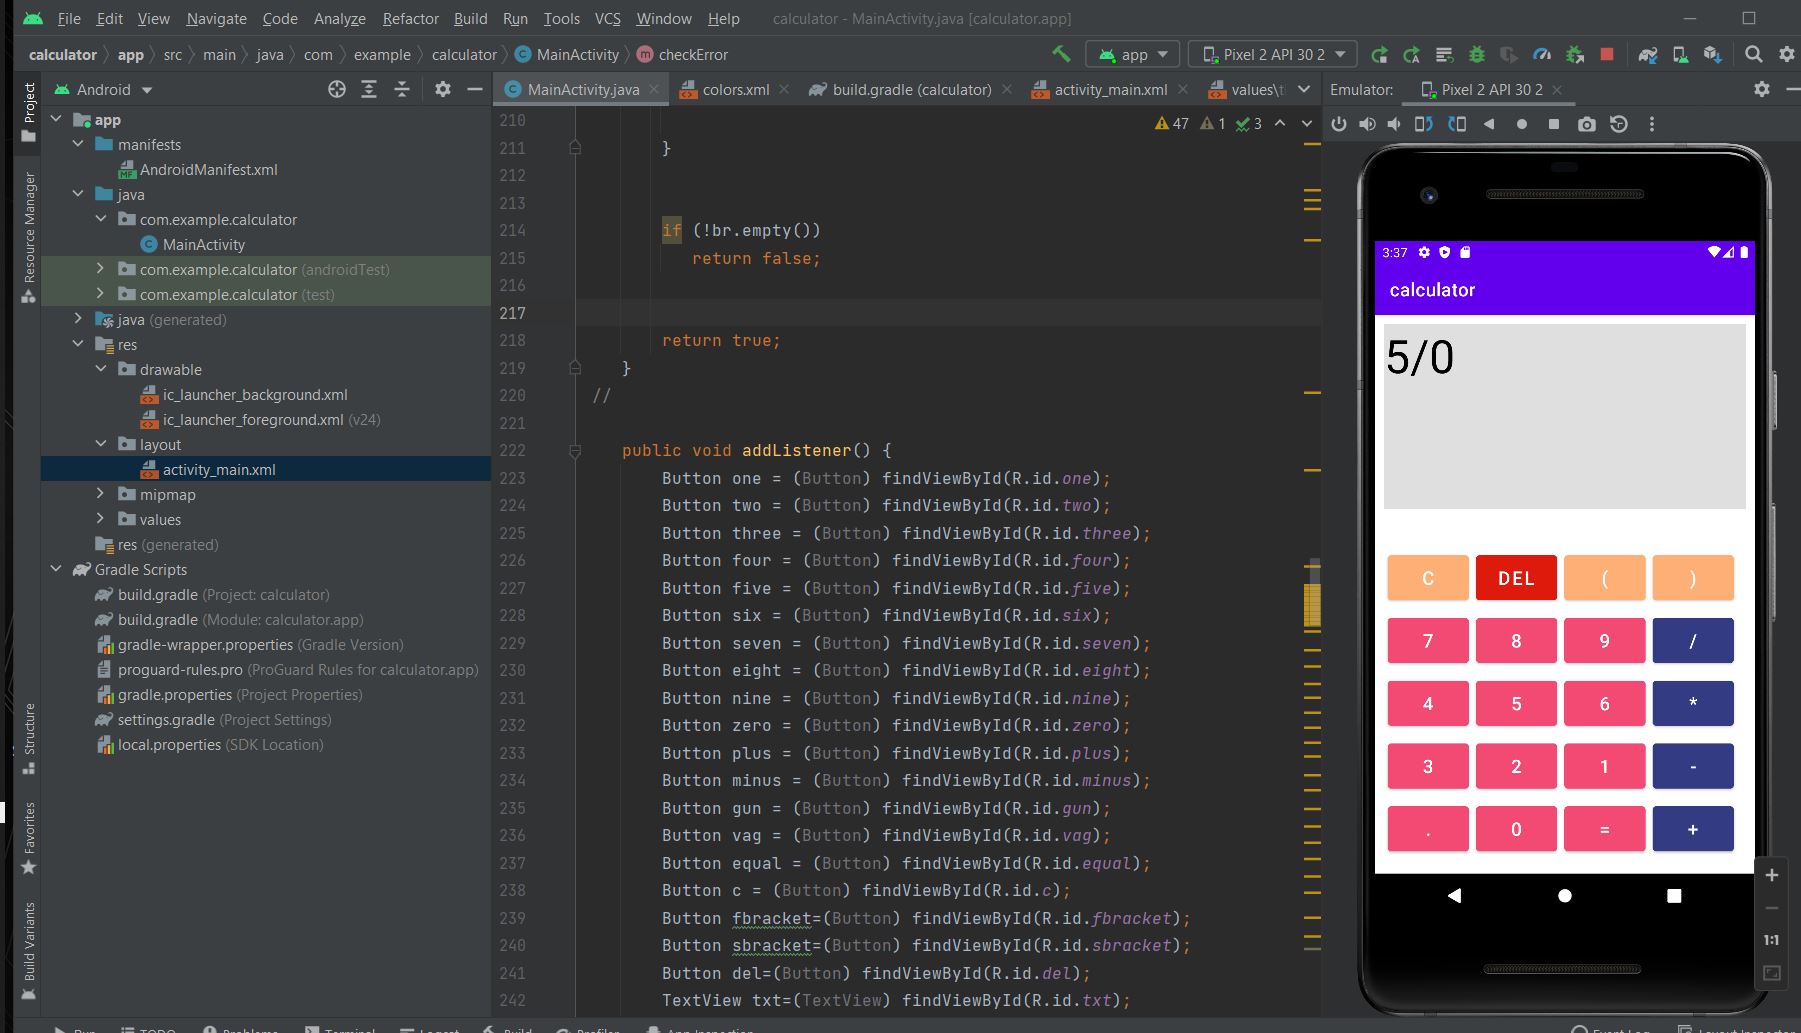 File Edit View Navigate Code Analyze Refactor Build Run Tools VCS Window Help calculator - MainActivity.java [calculator.app]
calculator app src main java com example calculator MainActivity checkError app Pixel 2 API 30 2
Project
Resource Manager
Structure
Favorites
Build Variants
Android
app
manifests
AndroidManifest.xml
java
com.example.calculator
MainActivity
com.example.calculator (androidTest)
com.example.calculator (test)
java (generated)
res
drawable
ic_launcher_background.xml
ic_launcher_foreground.xml (v24)
layout
activity_main.xml
mipmap
values
res (generated)
Gradle Scripts
build.gradle (Project: calculator)
build.gradle (Module: calculator.app)
gradle-wrapper.properties (Gradle Version)
proguard-rules.pro (ProGuard Rules for calculator.app)
gradle.properties (Project Properties)
settings.gradle (Project Settings)
local.properties (SDK Location)
MainActivity.java colors.xml build.gradle (calculator) activity_main.xml values\t
47 1 3
210
211 }
212
213
214 if (!br.empty())
215 return false;
216
217
218 return true;
219 }
220 //
221
222 public void addListener() {
223 Button one = (Button) findViewById(R.id.one);
224 Button two = (Button) findViewById(R.id.two);
225 Button three = (Button) findViewById(R.id.three);
226 Button four = (Button) findViewById(R.id.four);
227 Button five = (Button) findViewById(R.id.five);
228 Button six = (Button) findViewById(R.id.six);
229 Button seven = (Button) findViewById(R.id.seven);
230 Button eight = (Button) findViewById(R.id.eight);
231 Button nine = (Button) findViewById(R.id.nine);
232 Button zero = (Button) findViewById(R.id.zero);
233 Button plus = (Button) findViewById(R.id.plus);
234 Button minus = (Button) findViewById(R.id.minus);
235 Button gun = (Button) findViewById(R.id.gun);
236 Button vag = (Button) findViewById(R.id.vag);
237 Button equal = (Button) findViewById(R.id.equal);
238 Button c = (Button) findViewById(R.id.c);
239 Button fbracket=(Button) findViewById(R.id.fbracket);
240 Button sbracket=(Button) findViewById(R.id.sbracket);
241 Button del=(Button) findViewById(R.id.del);
242 TextView txt=(TextView) findViewById(R.id.txt);
Emulator: Pixel 2 API 30 2
3:37
calculator
5/0
C DEL ( )
7 8 9 /
4 5 6 *
3 2 1 -
. 0 = +
1:1
Run TODO Problems Terminal Logcat Build Profiler App Inspection Event Log Layout Inspector